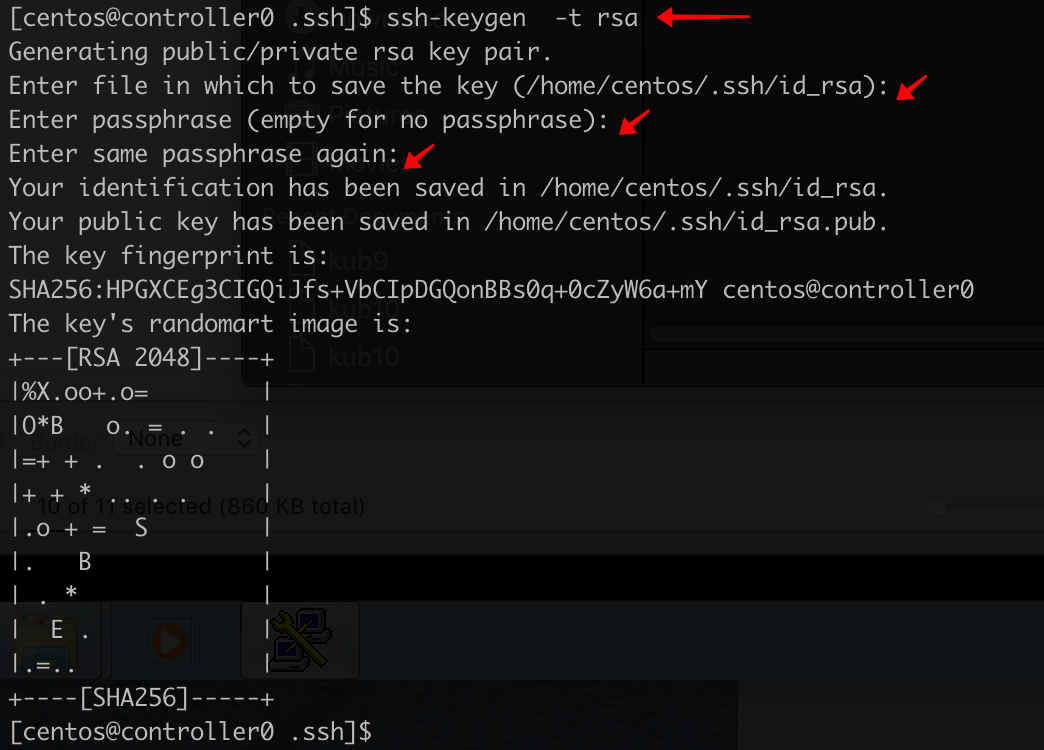 [centos@controller0 .ssh]$ ssh-keygen  -t rsa
Generating public/private rsa key pair.
Enter file in which to save the key (/home/centos/.ssh/id_rsa):
Enter passphrase (empty for no passphrase):
Enter same passphrase again:
Your identification has been saved in /home/centos/.ssh/id_rsa.
Your public key has been saved in /home/centos/.ssh/id_rsa.pub.
The key fingerprint is:
SHA256:HPGXCEg3CIGQiJfs+VbCIpDGQonBBs0q+0cZyW6a+mY centos@controller0
The key's randomart image is:
+---[RSA 2048]----+
|%X.oo+.o=        |
|O*B   o. = . .   |
|=+ + .  . o o    |
|+ + * .. . .     |
|.o + =  S        |
|.   B            |
| . *             |
|  E .            |
|.=..             |
+----[SHA256]-----+
[centos@controller0 .ssh]$
Music
Pictures
Movies
kub9
kub10
kub10
Border: None
10 of 11 selected (860 KB total)